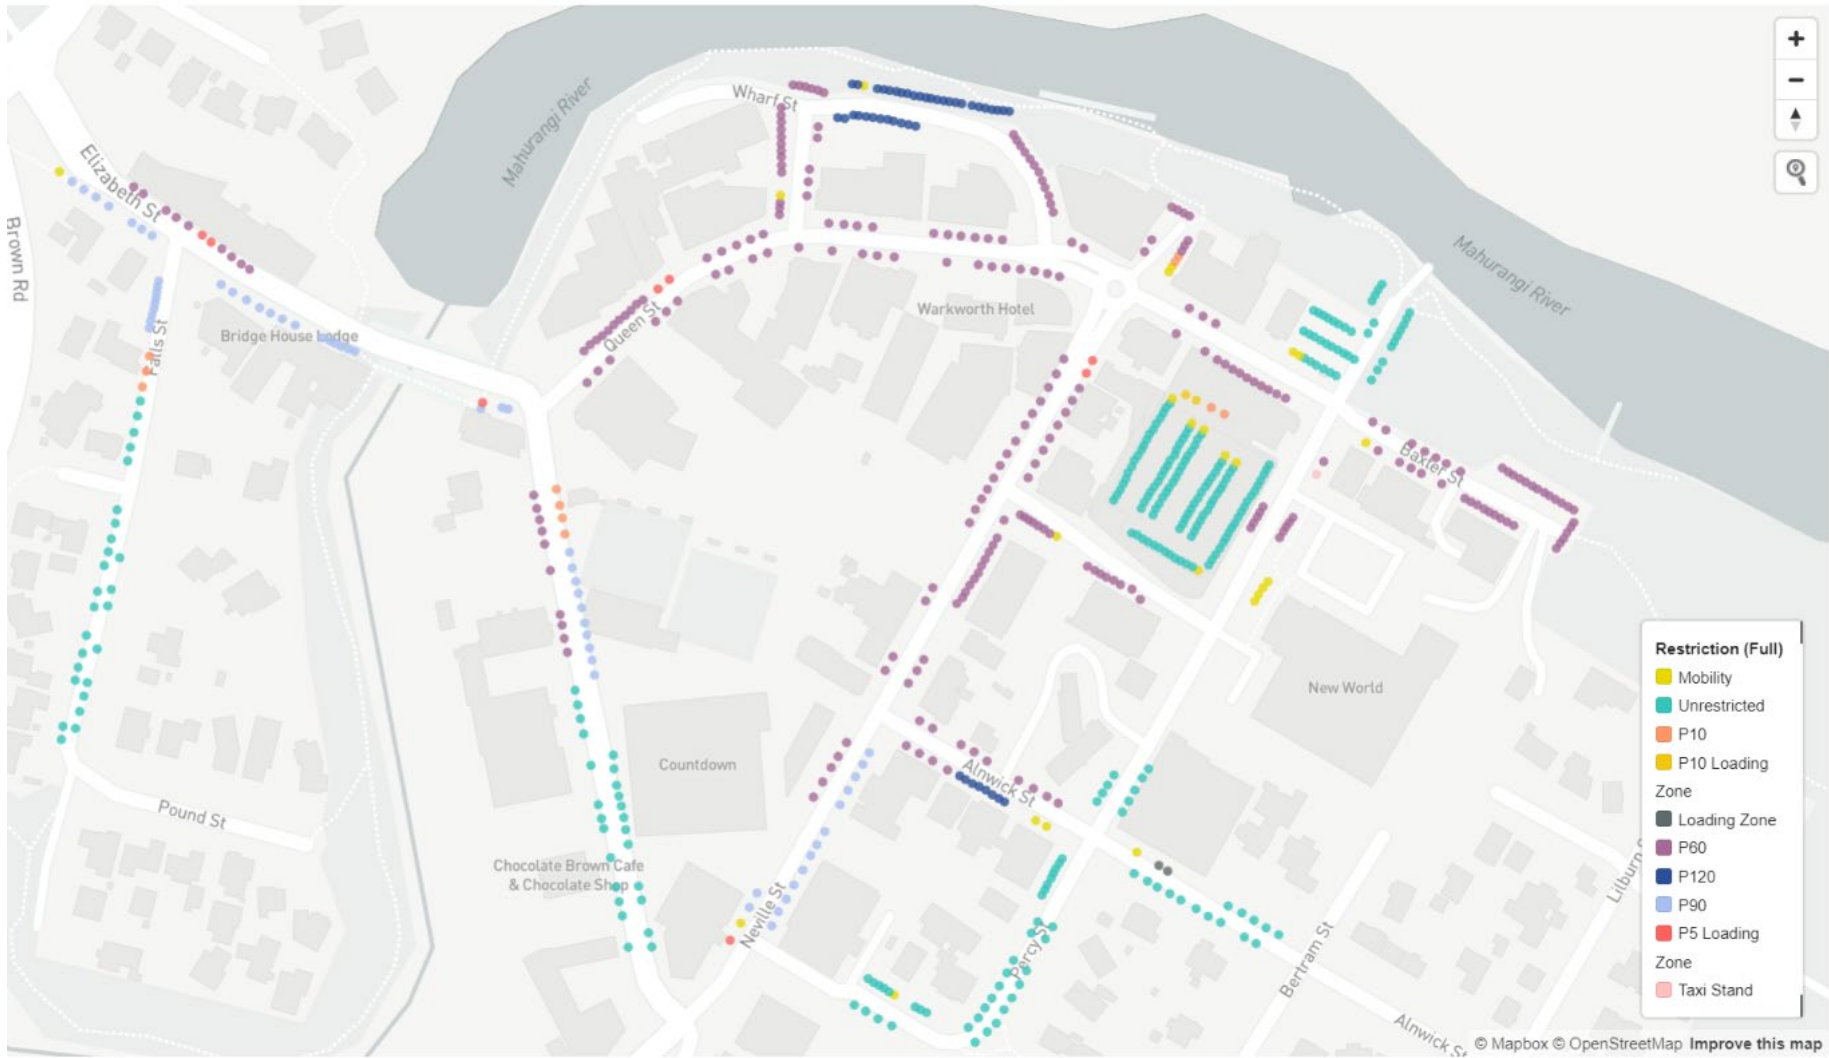 Mahurangi River
Wharf St
Elizabeth St
Brown Rd
Mahurangi River
Bridge House Lodge
Falls St
Queen St
Warkworth Hotel
Baxter St
New World
Countdown
Alnwick St
Pound St
Chocolate Brown Cafe
& Chocolate Shop
Neville St
Percy St
Bertram St
Lilburn S
Alnwick St
Restriction (Full)
Mobility
Unrestricted
P10
P10 Loading
Zone
Loading Zone
P60
P120
P90
P5 Loading
Zone
Taxi Stand
© Mapbox © OpenStreetMap Improve this map